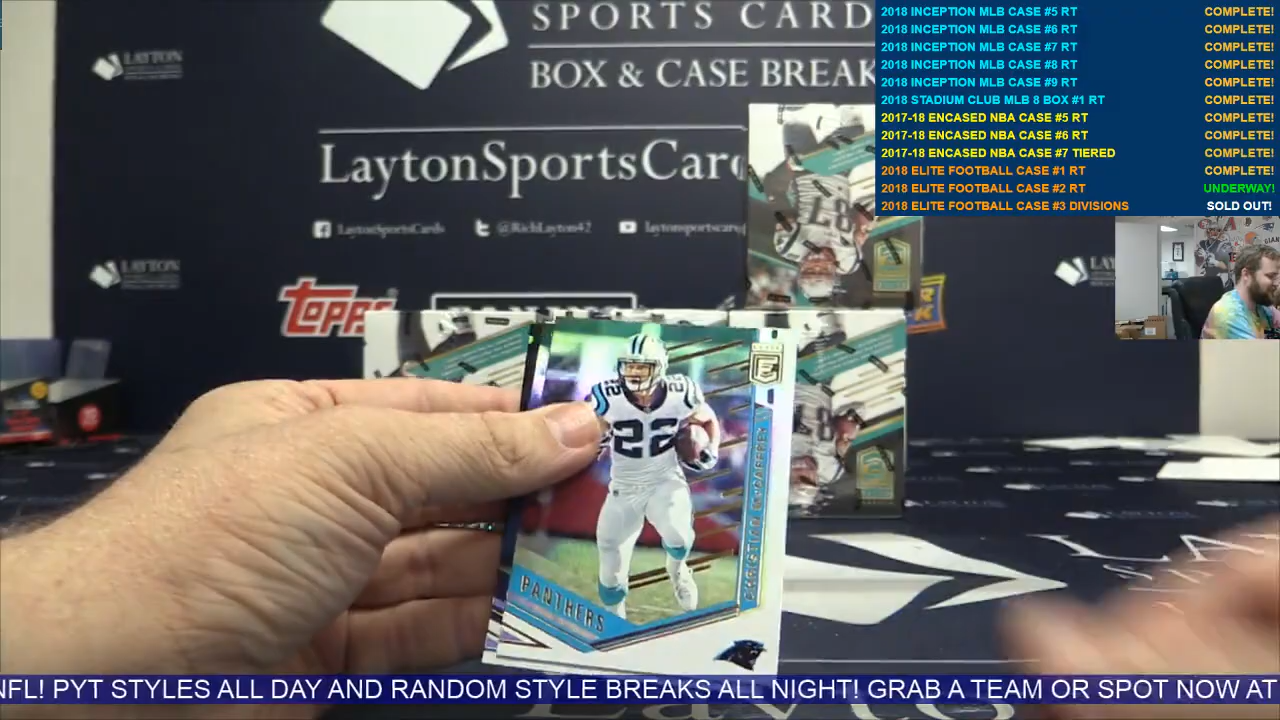 SPORTS CARDS
BOX & CASE BREAK
LaytonSportsCar
LaytonSportsCards
@RichLayton42
laytonsportscar
LAYTON
LAYTON
TOPPS
2018 INCEPTION MLB CASE #5 RT COMPLETE!
2018 INCEPTION MLB CASE #6 RT COMPLETE!
2018 INCEPTION MLB CASE #7 RT COMPLETE!
2018 INCEPTION MLB CASE #8 RT COMPLETE!
2018 INCEPTION MLB CASE #9 RT COMPLETE!
2018 STADIUM CLUB MLB 8 BOX #1 RT COMPLETE!
2017-18 ENCASED NBA CASE #5 RT COMPLETE!
2017-18 ENCASED NBA CASE #6 RT COMPLETE!
2017-18 ENCASED NBA CASE #7 TIERED COMPLETE!
2018 ELITE FOOTBALL CASE #1 RT COMPLETE!
2018 ELITE FOOTBALL CASE #2 RT UNDERWAY!
2018 ELITE FOOTBALL CASE #3 DIVISIONS SOLD OUT!
87
87
22
CHRISTIAN McCAFFREY
PANTHERS
NFL! PYT STYLES ALL DAY AND RANDOM STYLE BREAKS ALL NIGHT! GRAB A TEAM OR SPOT NOW AT